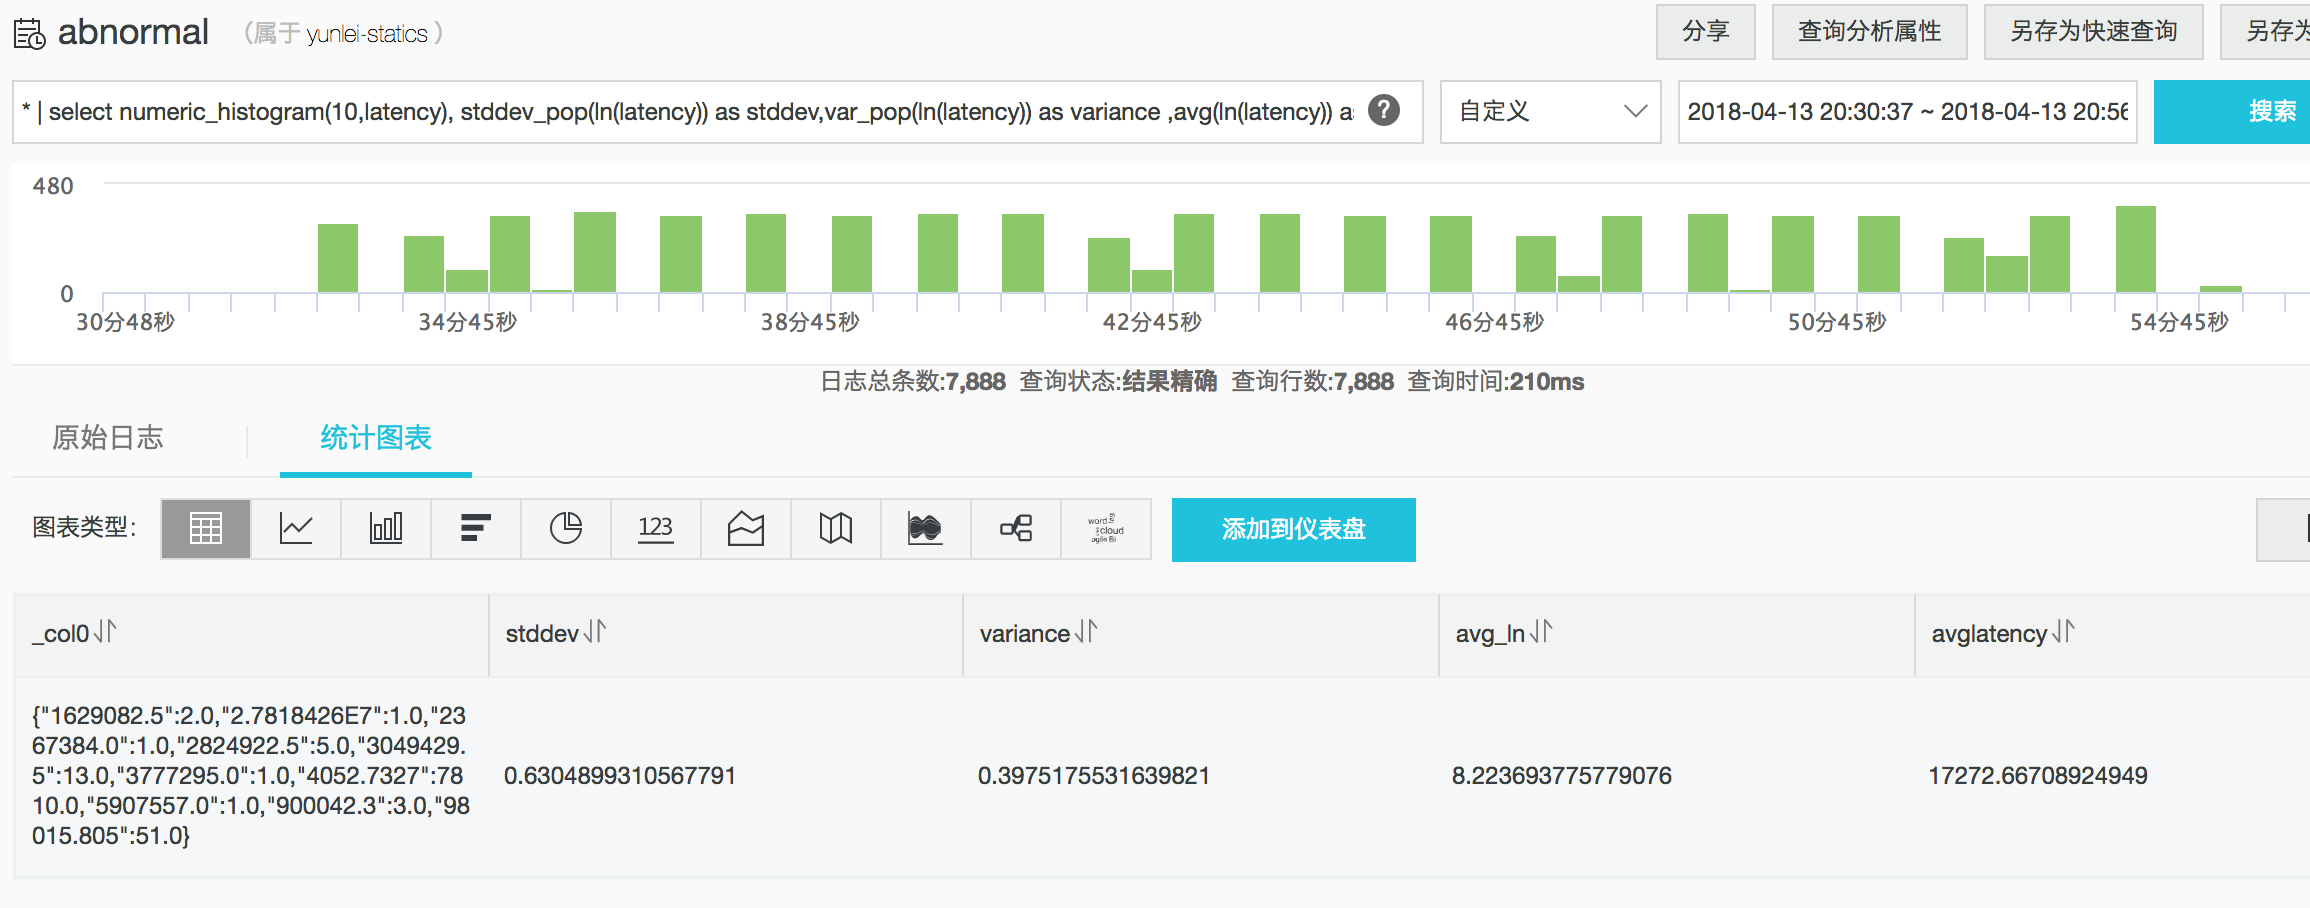 abnormal （属于 yunlei-statics ）
分享 查询分析属性 另存为快速查询 另存为
* | select numeric_histogram(10,latency), stddev_pop(ln(latency)) as stddev,var_pop(ln(latency)) as variance ,avg(ln(latency)) as ? 自定义 2018-04-13 20:30:37 ~ 2018-04-13 20:56 搜索
480
0
30分48秒 34分45秒 38分45秒 42分45秒 46分45秒 50分45秒 54分45秒
日志总条数:7,888 查询状态:结果精确 查询行数:7,888 查询时间:210ms
原始日志 统计图表
图表类型: 123 word cloud agile BI 添加到仪表盘
_col0 stddev variance avg_ln avglatency
{"1629082.5":2.0,"2.7818426E7":1.0,"23
67384.0":1.0,"2824922.5":5.0,"3049429.
5":13.0,"3777295.0":1.0,"4052.7327":78
10.0,"5907557.0":1.0,"900042.3":3.0,"98
015.805":51.0}
0.6304899310567791 0.3975175531639821 8.223693775779076 17272.66708924949